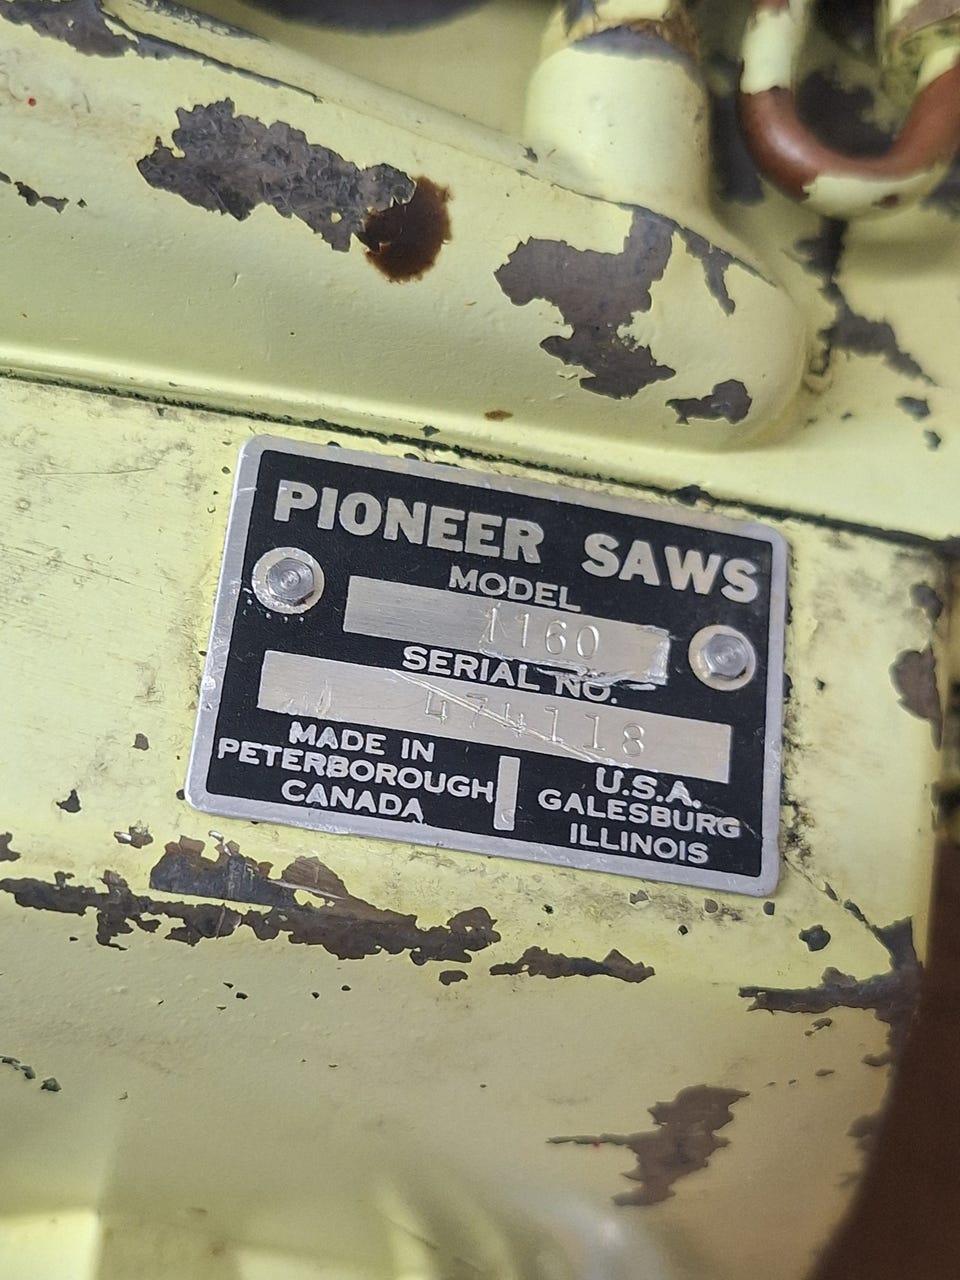 PIONEER SAWS
MODEL
1160
SERIAL NO.
474118
MADE IN
PETERBOROUGH
CANADA
U.S.A.
GALESBURG
ILLINOIS